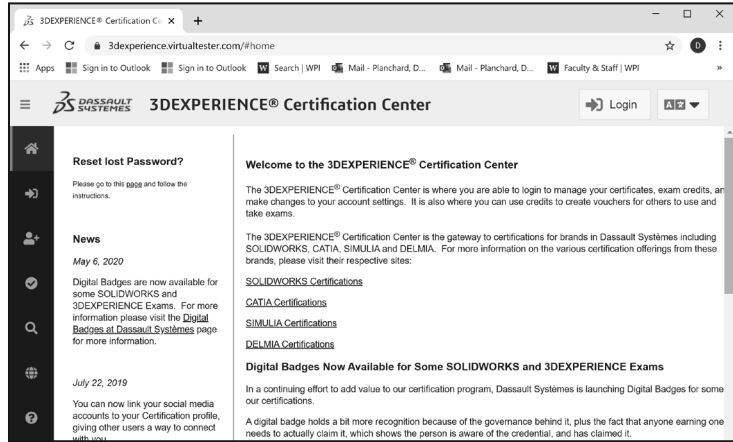 3DEXPERIENCE® Certification Ce
3dexperience.virtualtester.com/#home
D
Apps Sign in to Outlook Sign in to Outlook W Search | WPI Mail - Planchard, D... Mail - Planchard, D... W Faculty & Staff | WPI »
DASSAULT SYSTEMES 3DEXPERIENCE® Certification Center Login
Reset lost Password?
Please go to this page and follow the
instructions.
News
May 6, 2020
Digital Badges are now available for
some SOLIDWORKS and
3DEXPERIENCE Exams. For more
information please visit the Digital
Badges at Dassault Systèmes page
for more information.
July 22, 2019
You can now link your social media
accounts to your Certification profile,
giving other users a way to connect
with you
Welcome to the 3DEXPERIENCE® Certification Center
The 3DEXPERIENCE® Certification Center is where you are able to login to manage your certificates, exam credits, an
make changes to your account settings. It is also where you can use credits to create vouchers for others to use and
take exams.
The 3DEXPERIENCE® Certification Center is the gateway to certifications for brands in Dassault Systèmes including
SOLIDWORKS, CATIA, SIMULIA and DELMIA. For more information on the various certification offerings from these
brands, please visit their respective sites:
SOLIDWORKS Certifications
CATIA Certifications
SIMULIA Certifications
DELMIA Certifications
Digital Badges Now Available for Some SOLIDWORKS and 3DEXPERIENCE Exams
In a continuing effort to add value to our certification program, Dassault Systèmes is launching Digital Badges for some
our certifications.
A digital badge holds a bit more recognition because of the governance behind it, plus the fact that anyone earning one
needs to actually claim it, which shows the person is aware of the credential, and has claimed it.